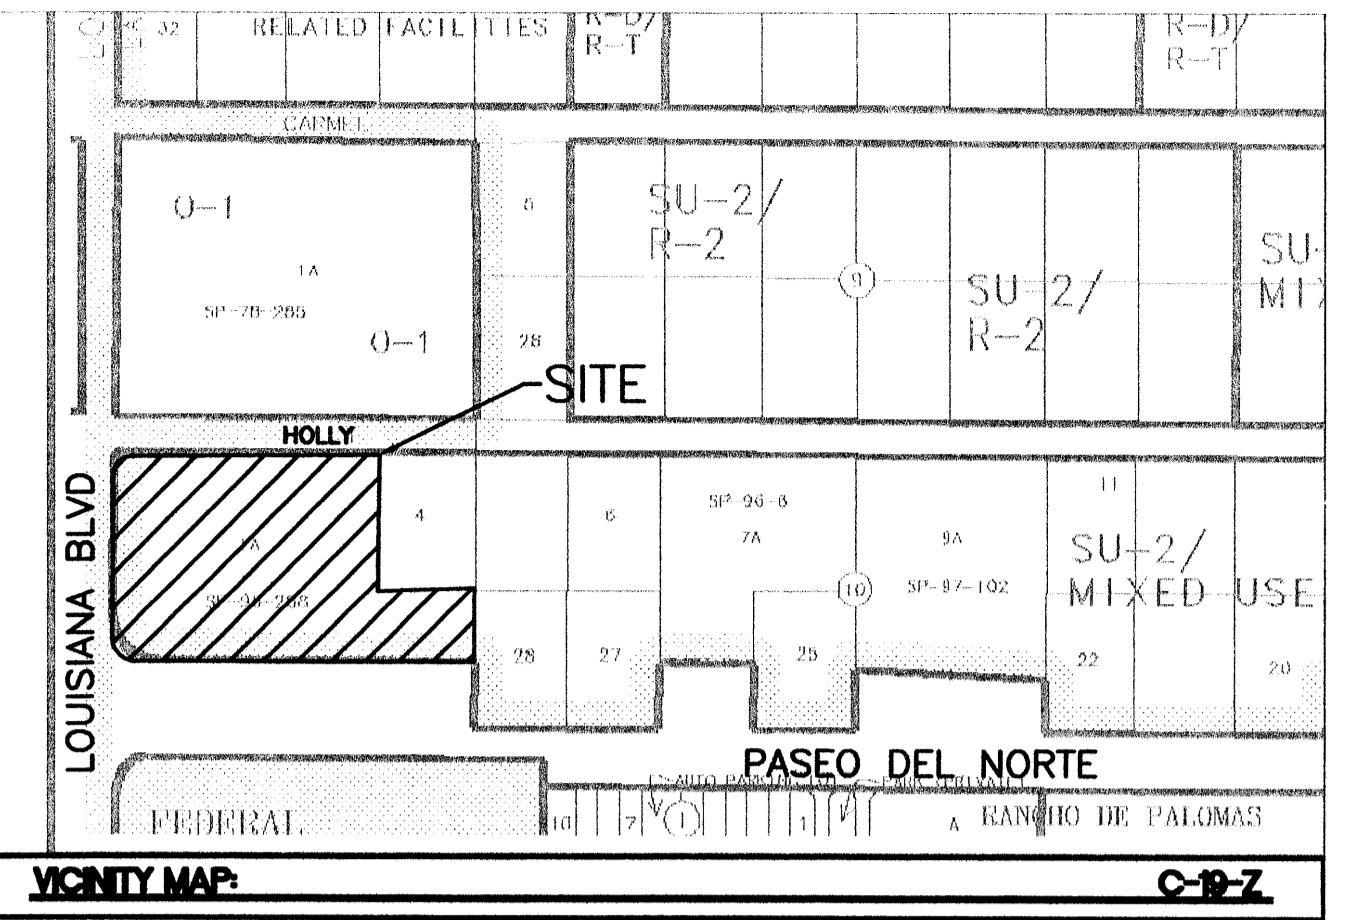 32
RELATED FACILITIES
R-D/
R-T
R-D/
R-T
CARMEL
O-1
1A
SP-78-285
O-1
5
28
SU-2/
R-2
9
SU-2/
R-2
SU-
SITE
HOLLY
LOUISIANA BLVD
4
6
SP-96-6
7A
9A
SP-97-102
10
11
SU-2/
MIXED USE
1A
28
27
25
22
20
PASEO DEL NORTE
FEDERAL
10
7
1
1
A
RANCHO DE PALOMAS
VICINITY MAP:
C-19-Z